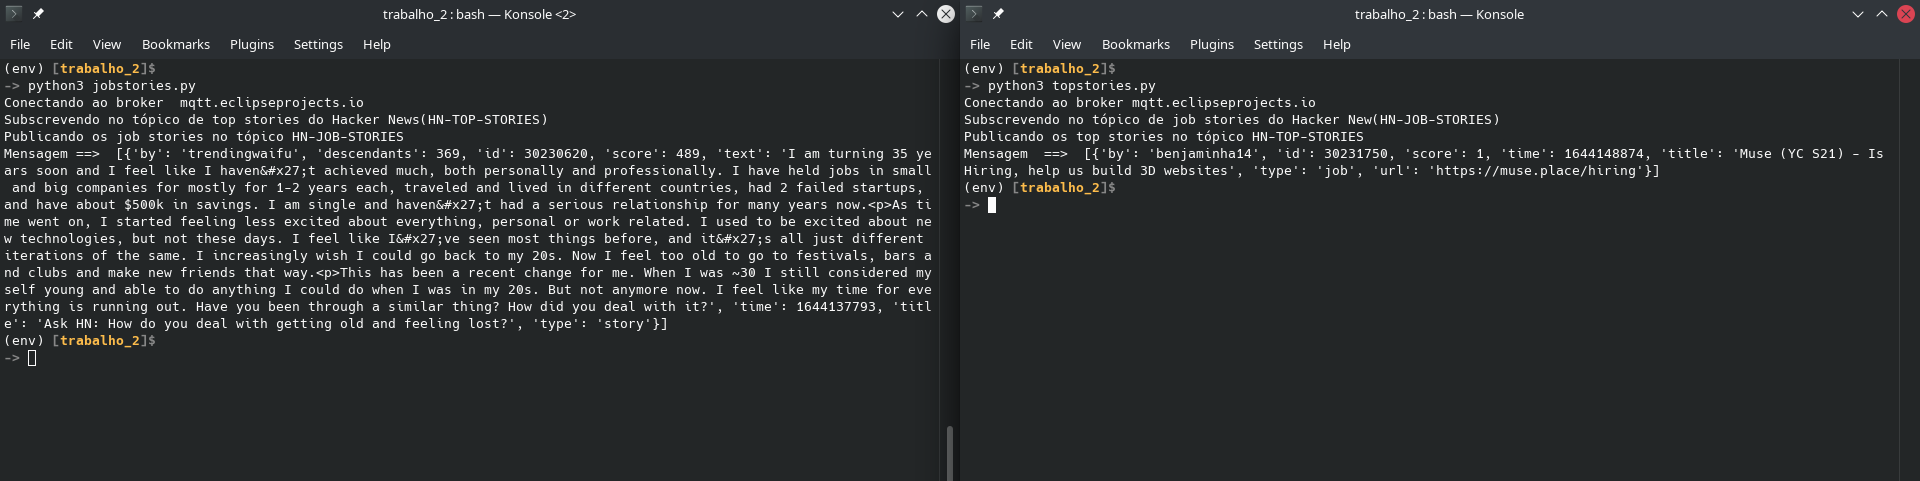 trabalho_2 : bash — Konsole <2>
File Edit View Bookmarks Plugins Settings Help
(env) [trabalho_2]$
-> python3 jobstories.py
Conectando ao broker  mqtt.eclipseprojects.io
Subscrevendo no tópico de top stories do Hacker News(HN-TOP-STORIES)
Publicando os job stories no tópico HN-JOB-STORIES
Mensagem ==>  [{'by': 'trendingwaifu', 'descendants': 369, 'id': 30230620, 'score': 489, 'text': 'I am turning 35 ye
ars soon and I feel like I haven&#x27;t achieved much, both personally and professionally. I have held jobs in small
 and big companies for mostly for 1-2 years each, traveled and lived in different countries, had 2 failed startups,
and have about $500k in savings. I am single and haven&#x27;t had a serious relationship for many years now.<p>As ti
me went on, I started feeling less excited about everything, personal or work related. I used to be excited about ne
w technologies, but not these days. I feel like I&#x27;ve seen most things before, and it&#x27;s all just different
iterations of the same. I increasingly wish I could go back to my 20s. Now I feel too old to go to festivals, bars a
nd clubs and make new friends that way.<p>This has been a recent change for me. When I was ~30 I still considered my
self young and able to do anything I could do when I was in my 20s. But not anymore now. I feel like my time for eve
rything is running out. Have you been through a similar thing? How did you deal with it?', 'time': 1644137793, 'titl
e': 'Ask HN: How do you deal with getting old and feeling lost?', 'type': 'story'}]
(env) [trabalho_2]$
->
trabalho_2 : bash — Konsole
File Edit View Bookmarks Plugins Settings Help
(env) [trabalho_2]$
-> python3 topstories.py
Conectando ao broker mqtt.eclipseprojects.io
Subscrevendo no tópico de job stories do Hacker New(HN-JOB-STORIES)
Publicando os top stories no tópico HN-TOP-STORIES
Mensagem  ==>  [{'by': 'benjaminha14', 'id': 30231750, 'score': 1, 'time': 1644148874, 'title': 'Muse (YC S21) - Is
Hiring, help us build 3D websites', 'type': 'job', 'url': 'https://muse.place/hiring'}]
(env) [trabalho_2]$
->